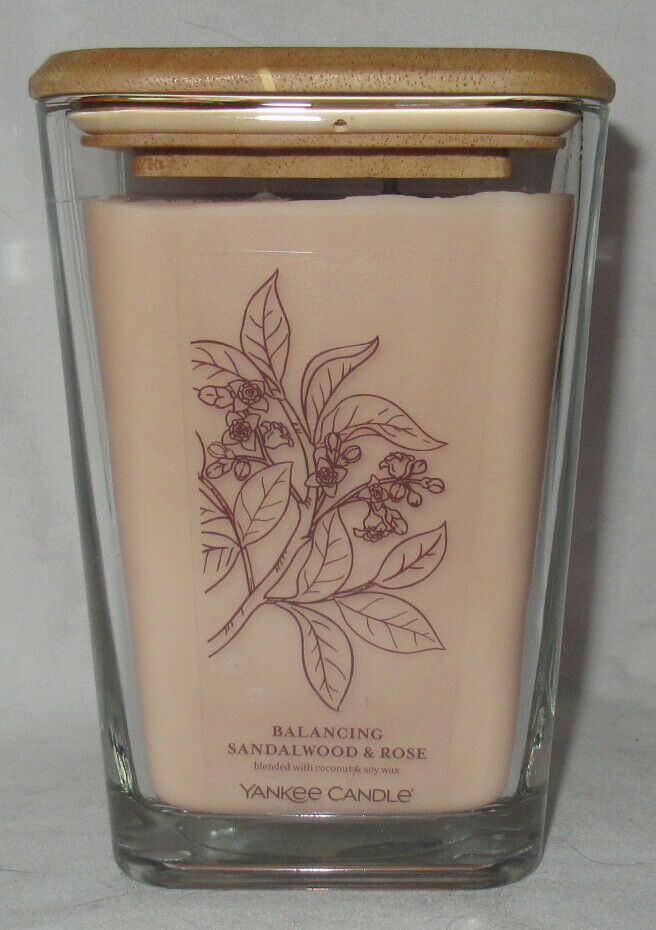 BALANCING
SANDALWOOD & ROSE
blended with coconut & soy wax
YANKEE CANDLE®